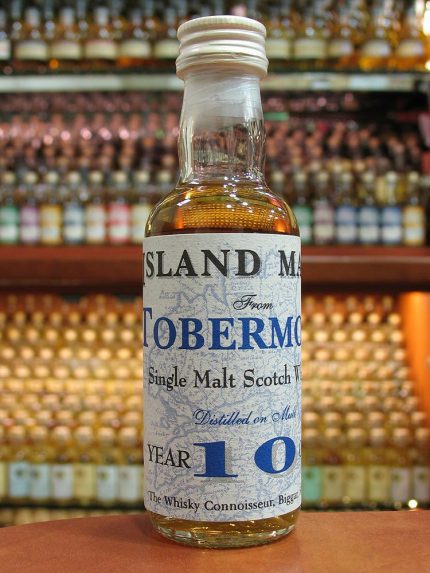 ISLAND MA
From
TOBERMO
Single Malt Scotch W
Distilled on Mull
YEAR 10
The Whisky Connoisseur, Biggar